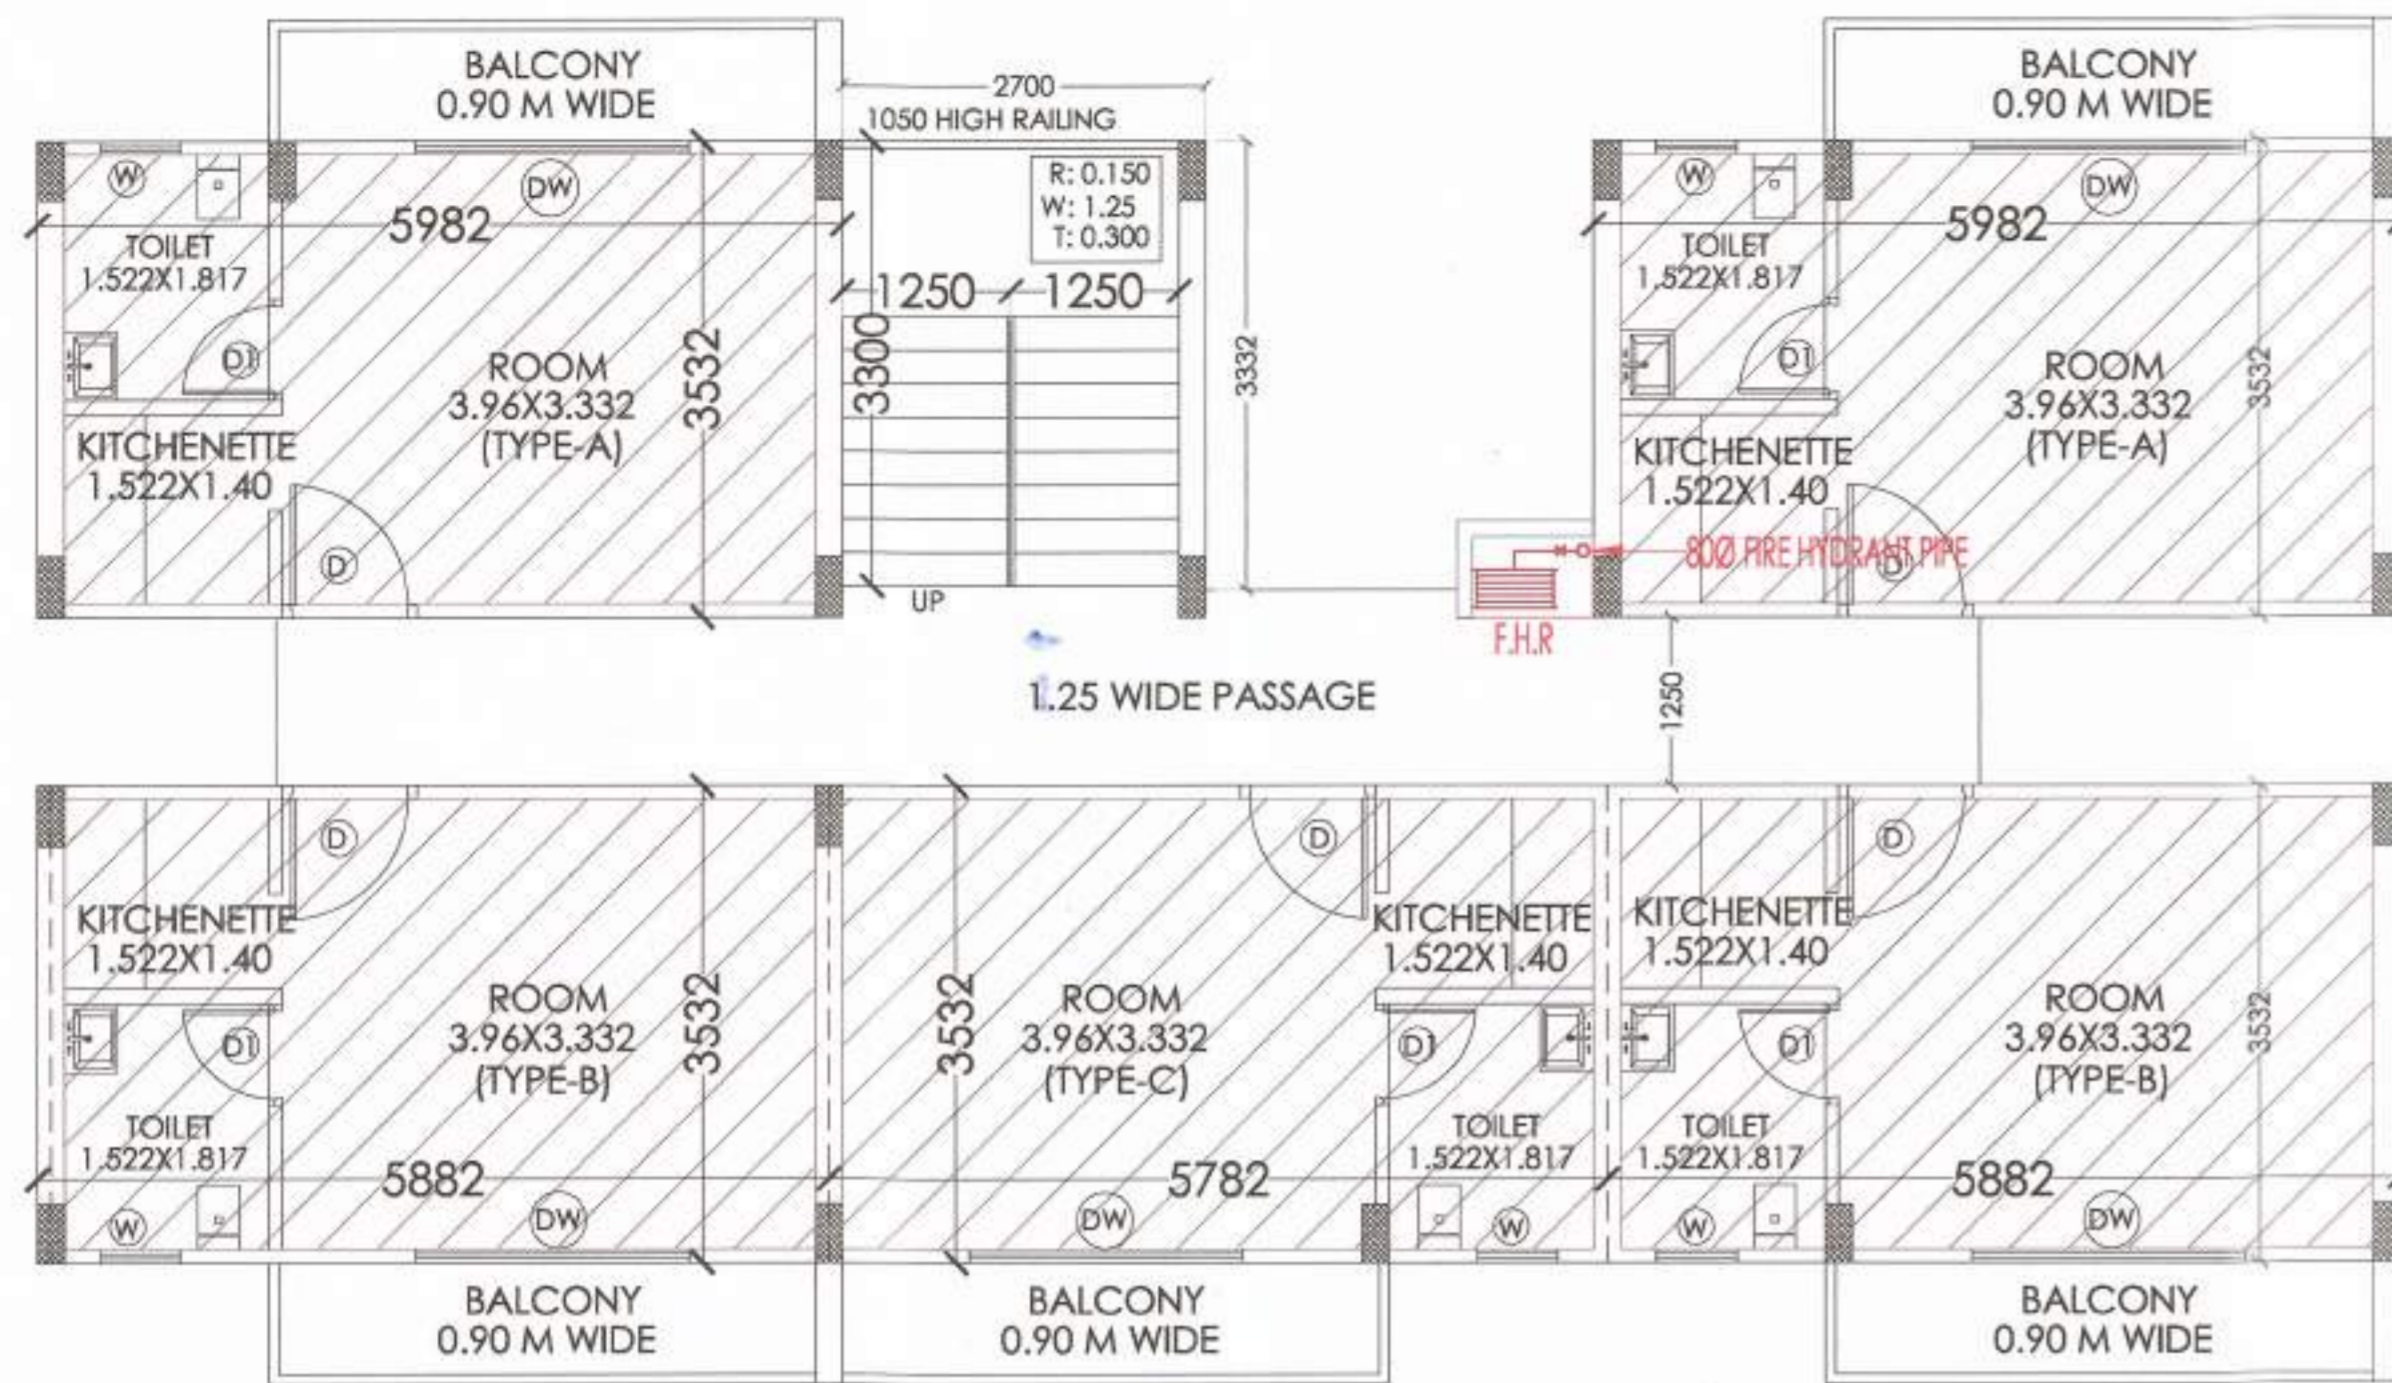 BALCONY
0.90 M WIDE
2700
1050 HIGH RAILING
BALCONY
0.90 M WIDE
W
DW
R: 0.150
W: 1.25
T: 0.300
W
DW
5982
5982
TOILET
1.522X1.817
TOILET
1.522X1.817
1250
1250
D1
3532
3300
3332
D1
3532
ROOM
3.96X3.332
(TYPE-A)
ROOM
3.96X3.332
(TYPE-A)
KITCHENETTE
1.522X1.40
KITCHENETTE
1.522X1.40
D
80Ø FIRE HYDRANT PIPE
D
UP
F.H.R
1.25 WIDE PASSAGE
1250
D
D
D
KITCHENETTE
1.522X1.40
KITCHENETTE
1.522X1.40
KITCHENETTE
1.522X1.40
ROOM
3.96X3.332
(TYPE-B)
3532
3532
ROOM
3.96X3.332
(TYPE-C)
ROOM
3.96X3.332
(TYPE-B)
3532
D1
D1
D1
TOILET
1.522X1.817
TOILET
1.522X1.817
TOILET
1.522X1.817
5882
5782
5882
W
DW
DW
W
W
DW
BALCONY
0.90 M WIDE
BALCONY
0.90 M WIDE
BALCONY
0.90 M WIDE